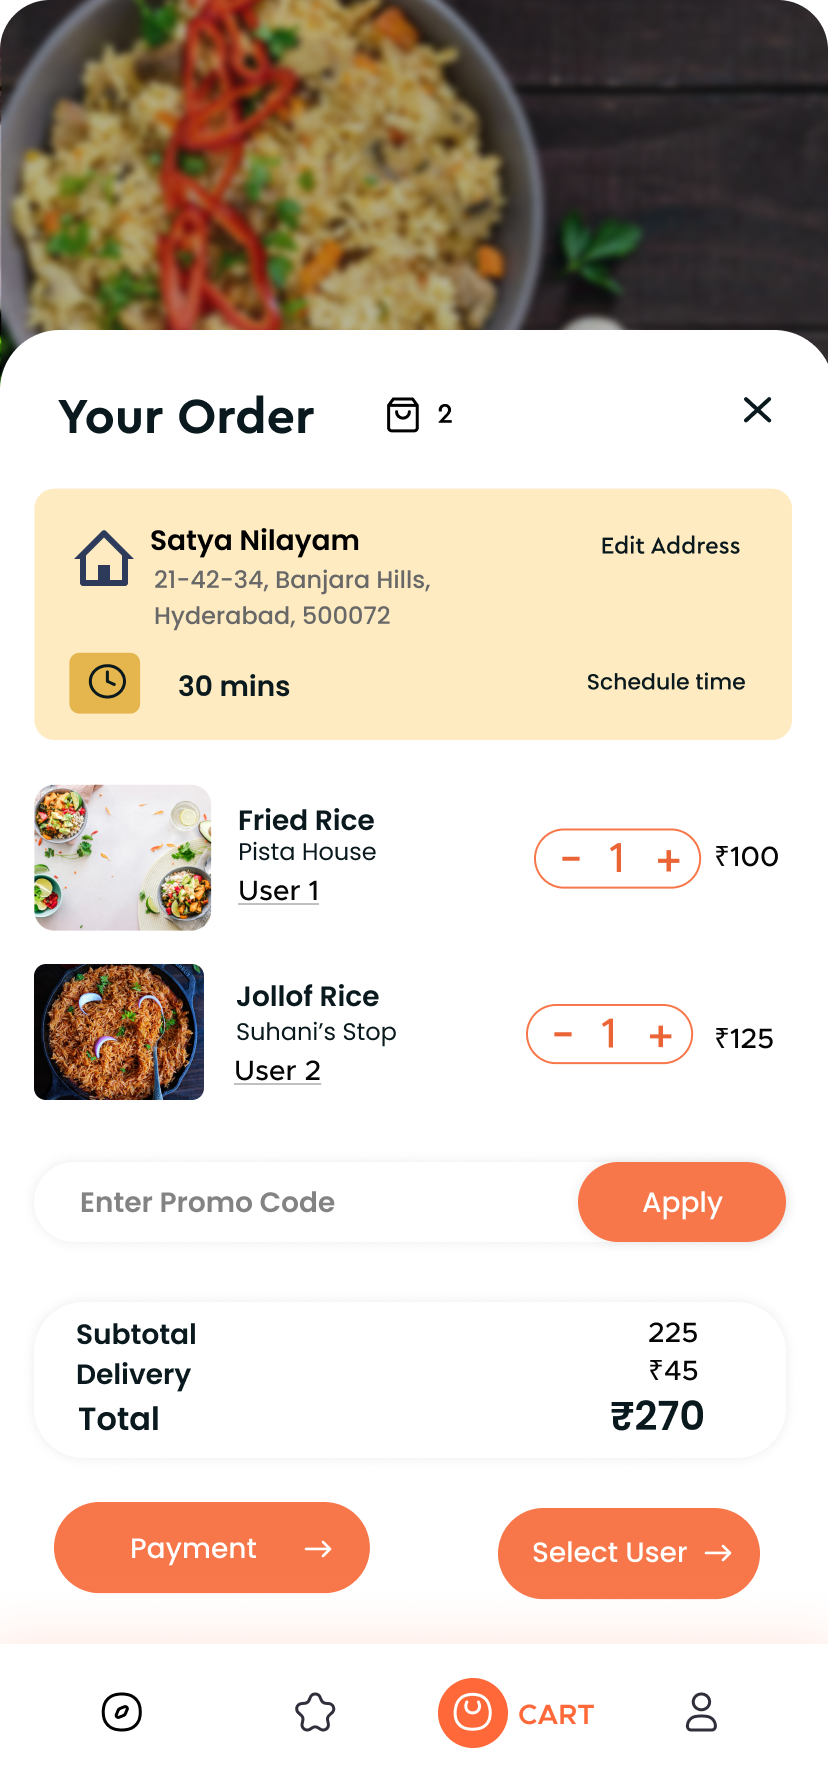 Your Order
2
Satya Nilayam
Edit Address
21-42-34, Banjara Hills,
Hyderabad, 500072
30 mins
Schedule time
Fried Rice
Pista House
User 1
- 1 +
₹100
Jollof Rice
Suhani’s Stop
User 2
- 1 +
₹125
Enter Promo Code
Apply
Subtotal
225
Delivery
₹45
Total
₹270
Payment →
Select User →
CART